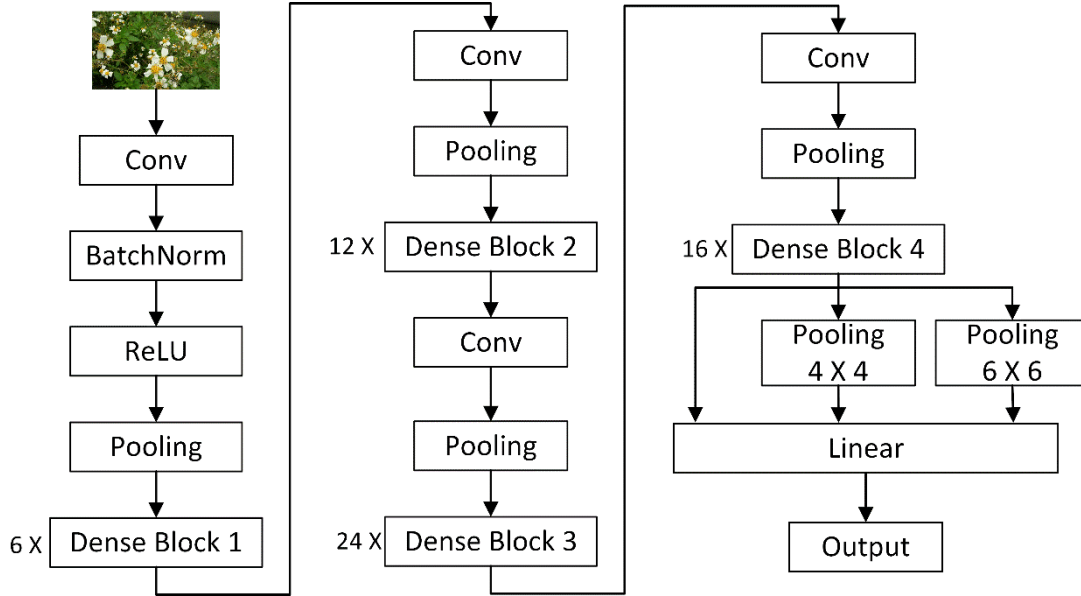 Conv
BatchNorm
ReLU
Pooling
6 X Dense Block 1
Conv
Pooling
12 X Dense Block 2
Conv
Pooling
24 X Dense Block 3
Conv
Pooling
16 X Dense Block 4
Pooling
4 X 4
Pooling
6 X 6
Linear
Output